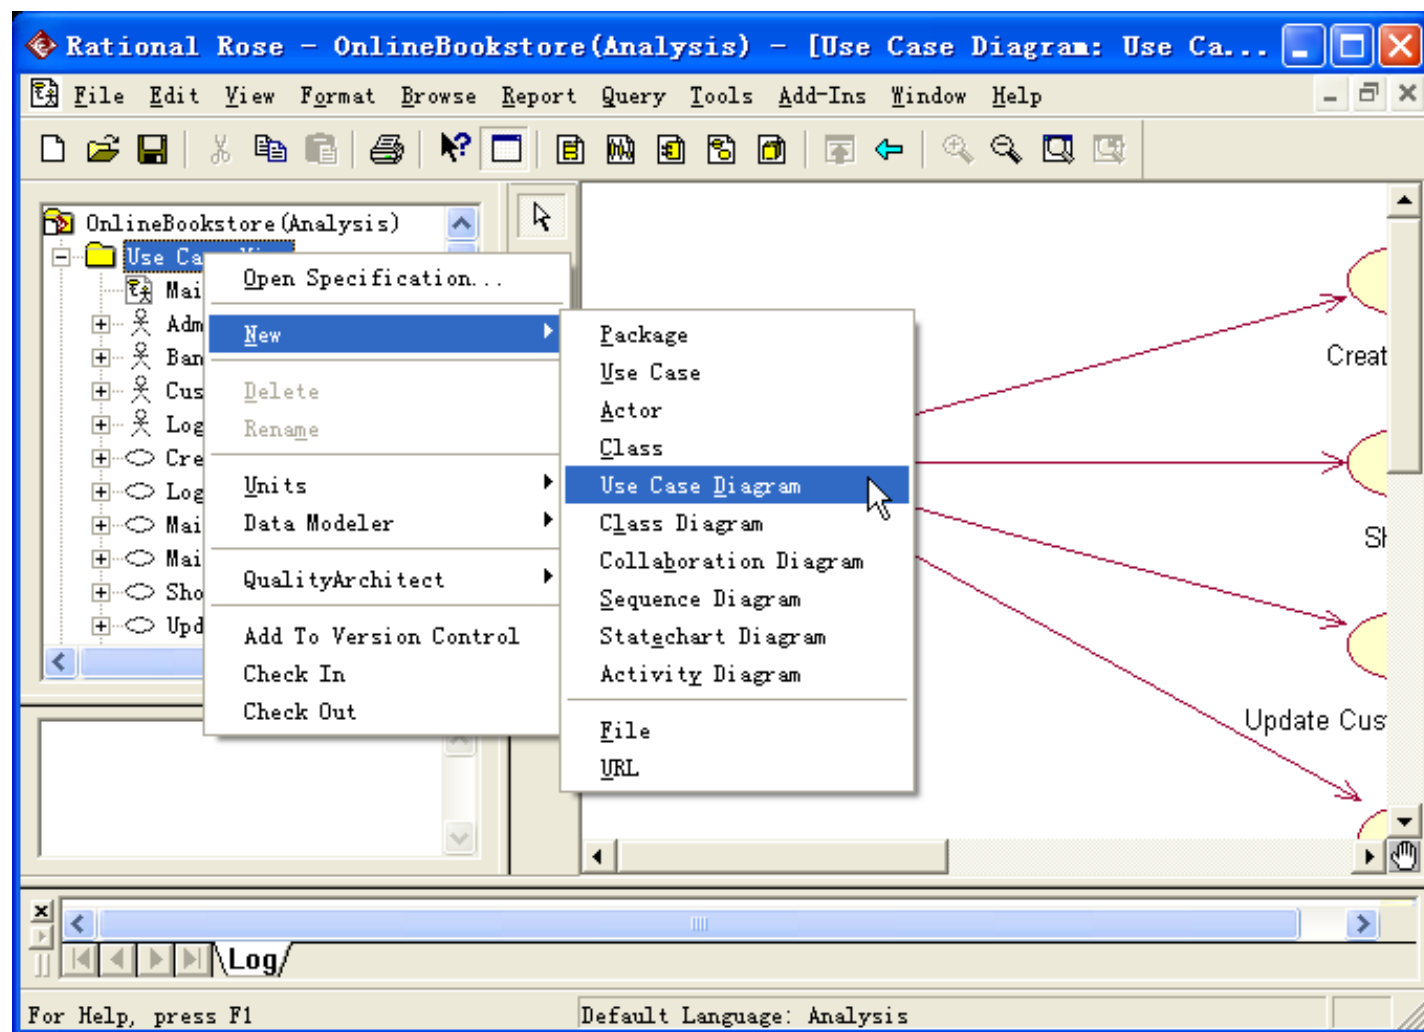 Rational Rose - OnlineBookstore(Analysis) - [Use Case Diagram: Use Ca...
File Edit View Format Browse Report Query Tools Add-Ins Window Help
OnlineBookstore(Analysis)
Use Ca
Mai
Adm
Ban
Cus
Log
Cre
Log
Mai
Mai
Sho
Upd
Open Specification...
New
Delete
Rename
Units
Data Modeler
QualityArchitect
Add To Version Control
Check In
Check Out
Package
Use Case
Actor
Class
Use Case Diagram
Class Diagram
Collaboration Diagram
Sequence Diagram
Statechart Diagram
Activity Diagram
File
URL
Creat
Sh
Update Cus
Log
For Help, press F1
Default Language: Analysis